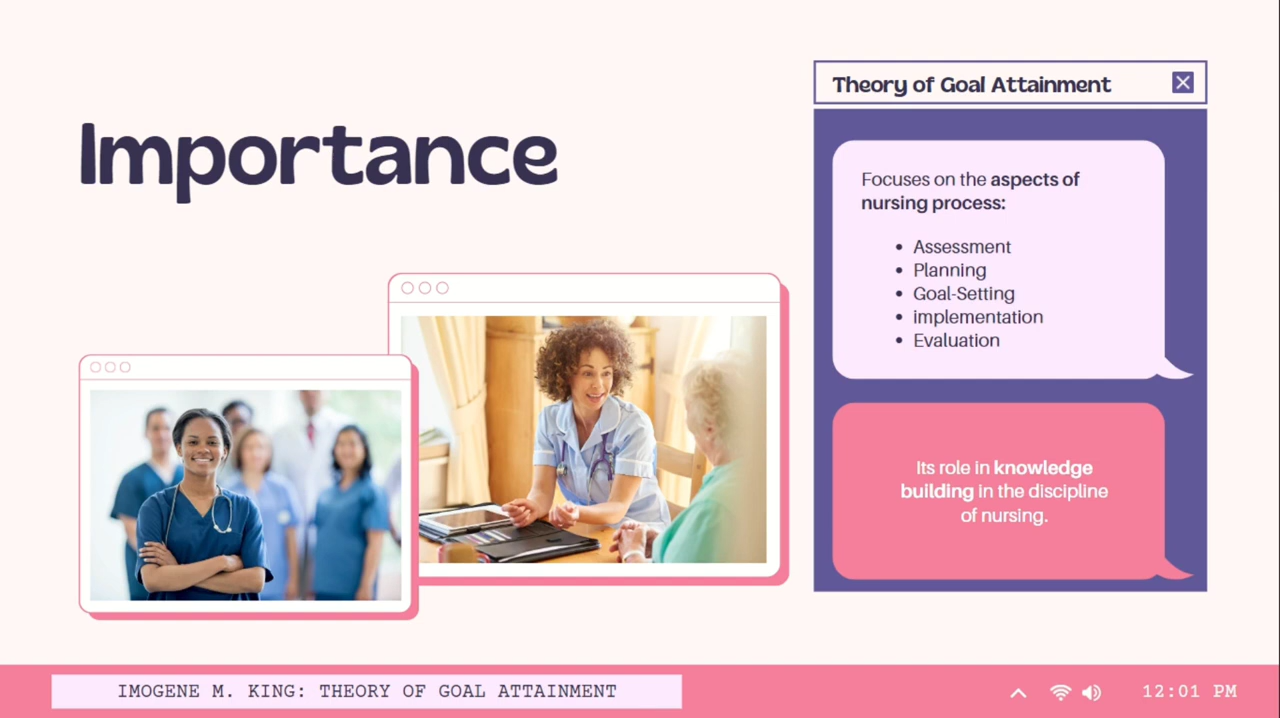 Importance
Theory of Goal Attainment
Focuses on the aspects of
nursing process:
• Assessment
• Planning
• Goal-Setting
• implementation
• Evaluation
Its role in knowledge
building in the discipline
of nursing.
IMOGENE M. KING: THEORY OF GOAL ATTAINMENT
12:01 PM